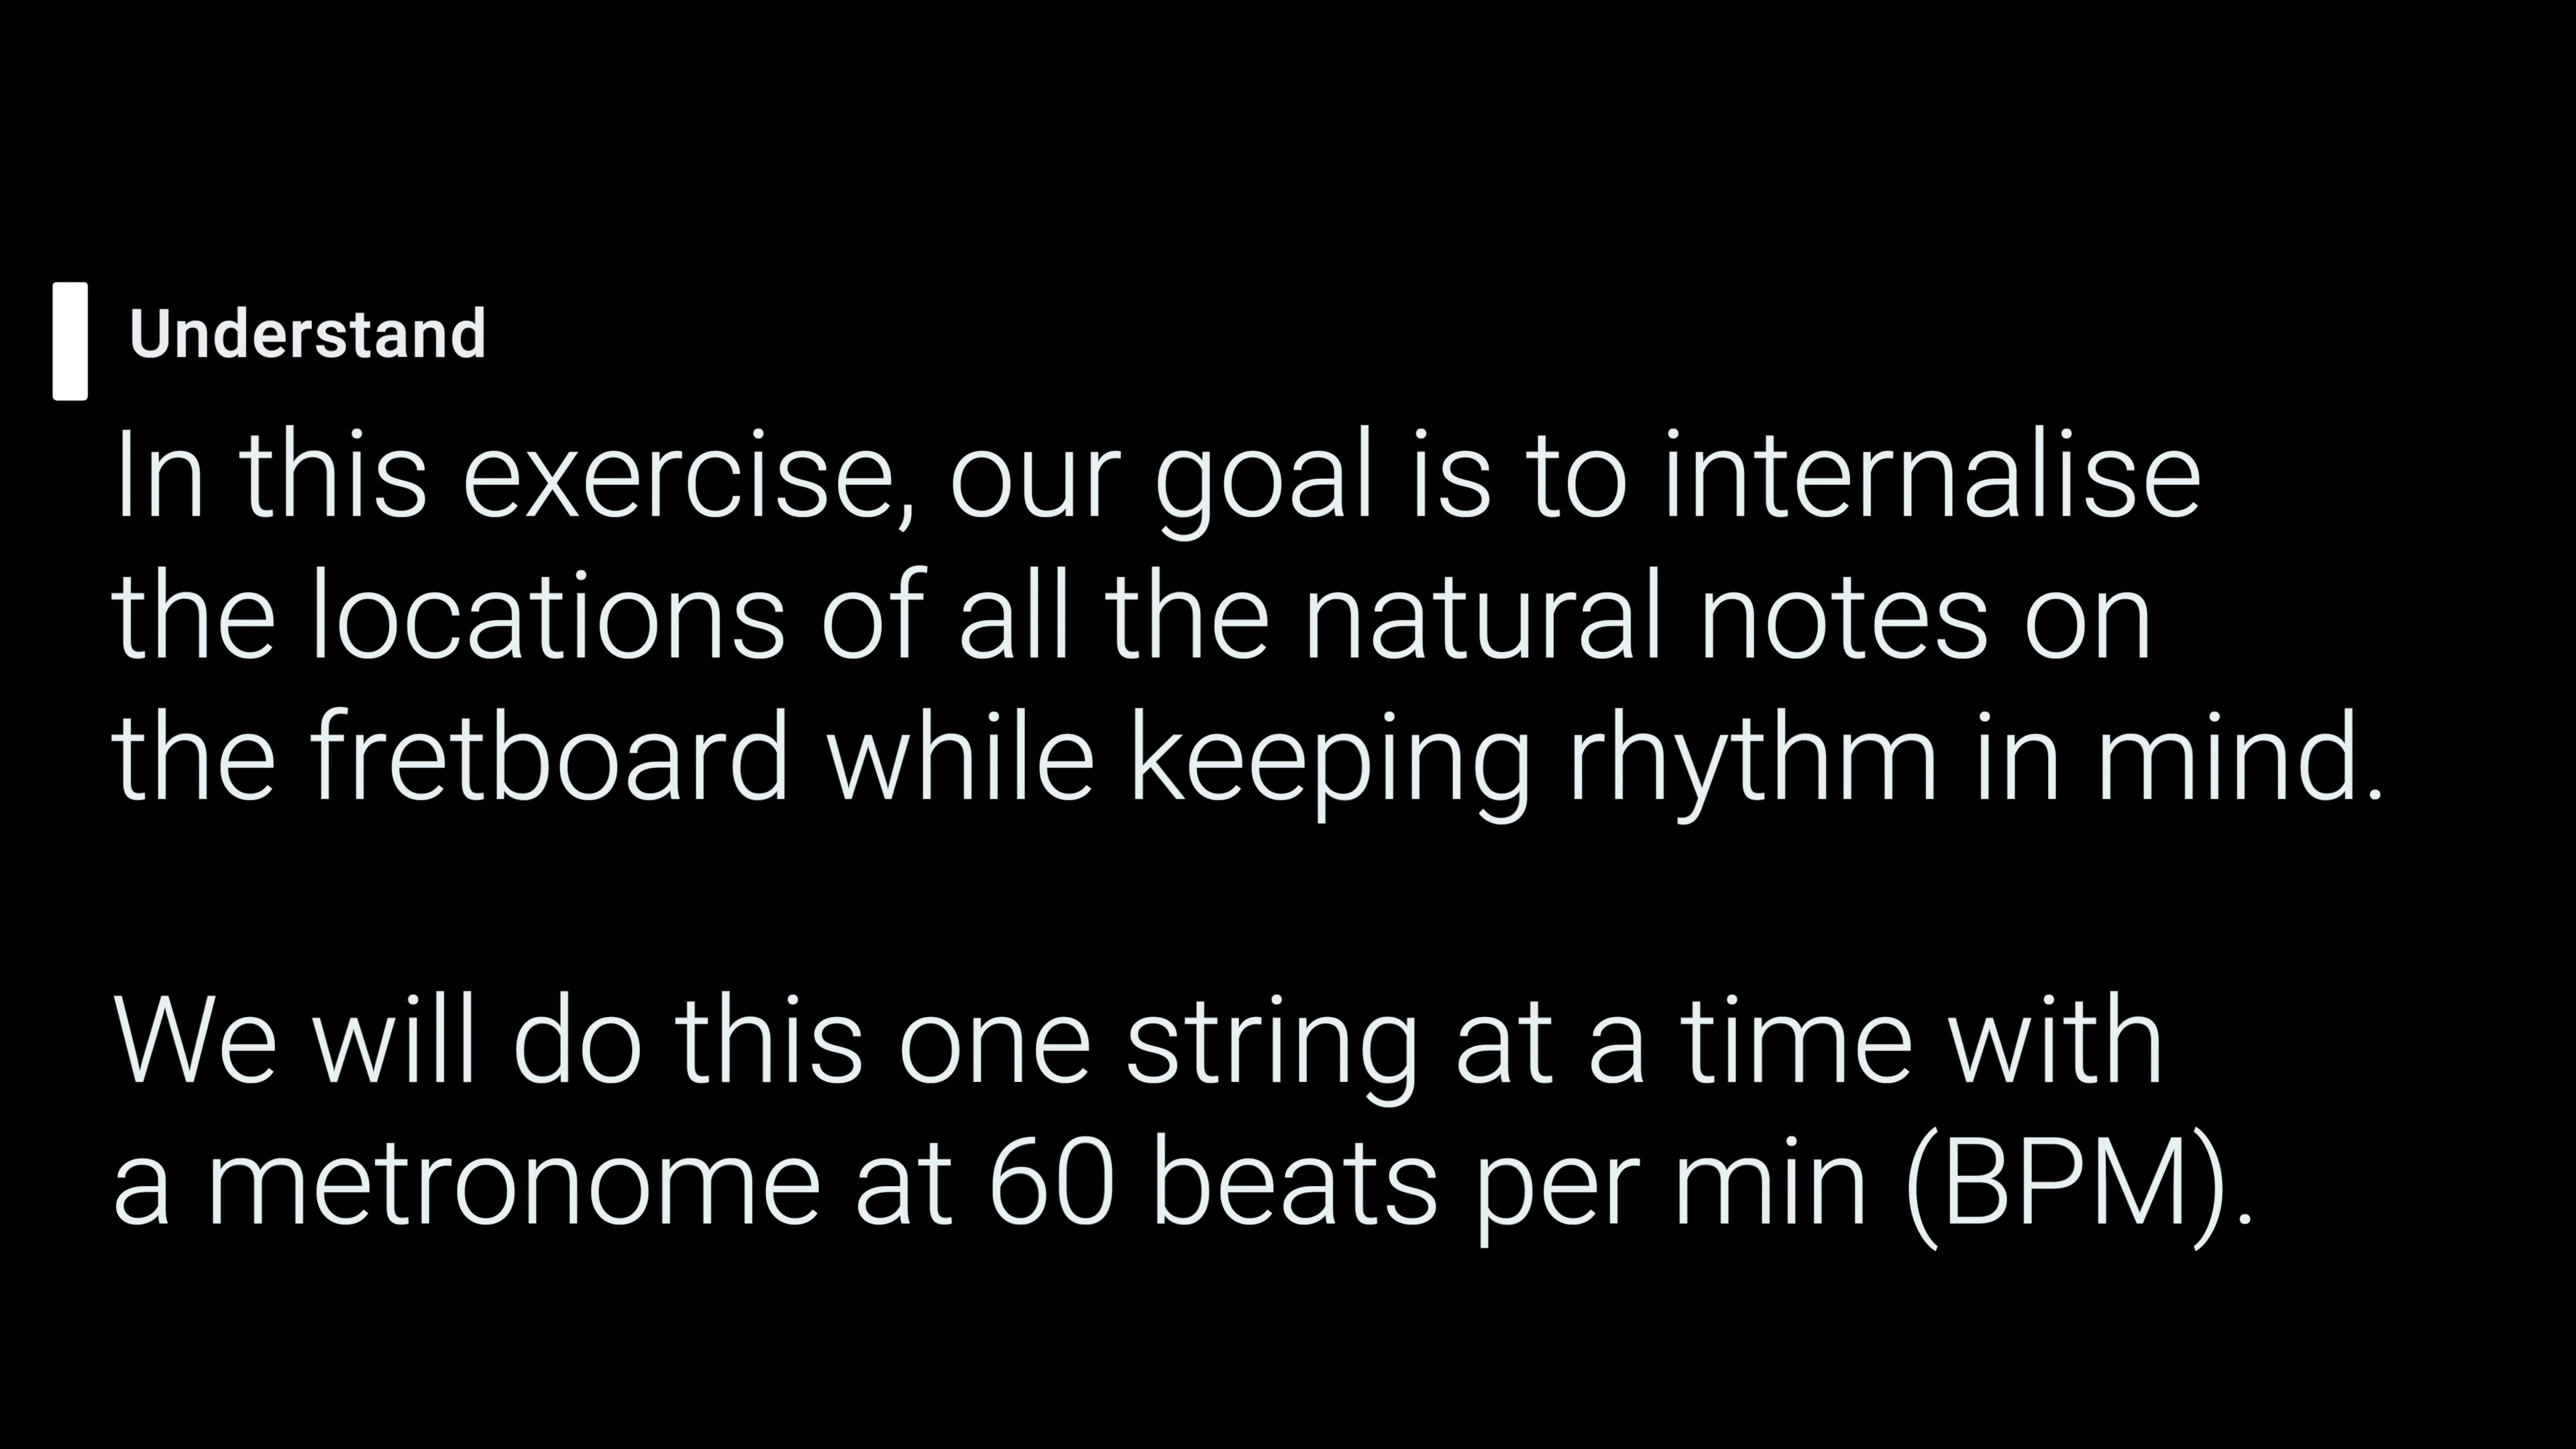 Understand
In this exercise, our goal is to internalise
the locations of all the natural notes on
the fretboard while keeping rhythm in mind.
We will do this one string at a time with
a metronome at 60 beats per min (BPM).